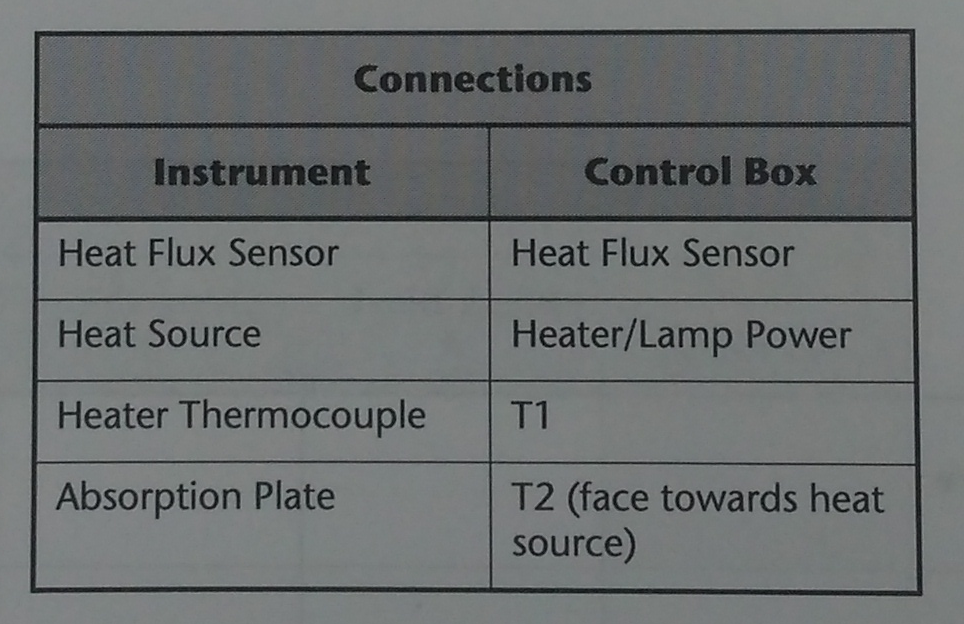 Connections
Instrument Control Box
Heat Flux Sensor Heat Flux Sensor
Heat Source Heater/Lamp Power
Heater Thermocouple T1
Absorption Plate T2 (face towards heat
source)